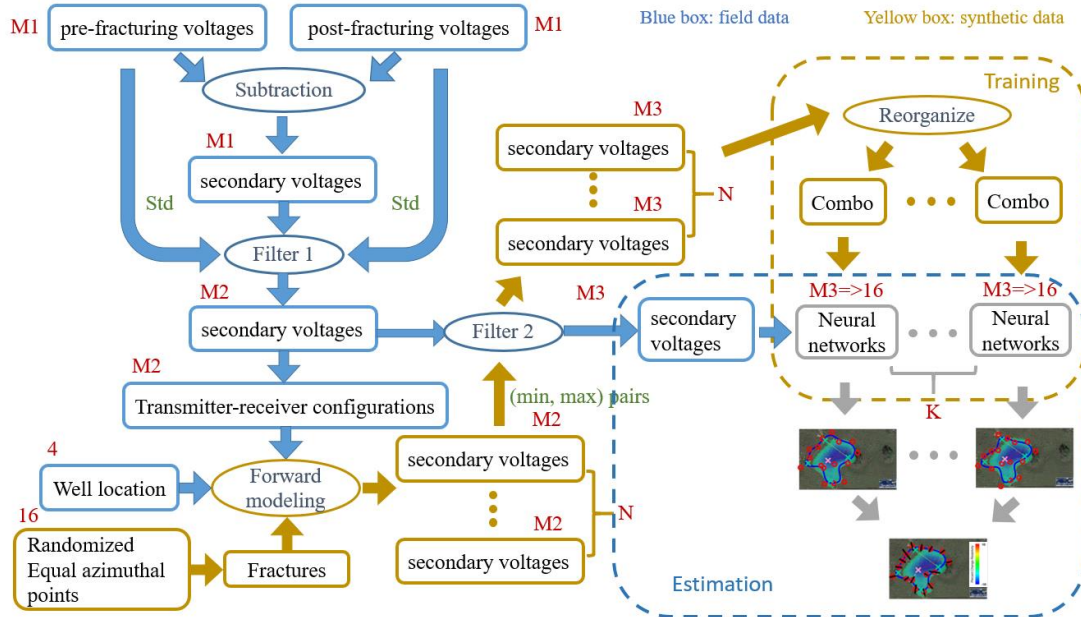 Blue box: field data
Yellow box: synthetic data
M1
pre-fracturing voltages
post-fracturing voltages
M1
Subtraction
M1
secondary voltages
Std
Std
Filter 1
M2
secondary voltages
M2
Transmitter-receiver configurations
4
Well location
Forward
modeling
16
Randomized
Equal azimuthal
points
Fractures
M2
secondary voltages
M2
secondary voltages
N
(min, max) pairs
Filter 2
M3
secondary voltages
M3
secondary voltages
N
M3
secondary
voltages
Training
Reorganize
Combo
Combo
M3=>16
M3=>16
Neural
networks
Neural
networks
K
Estimation